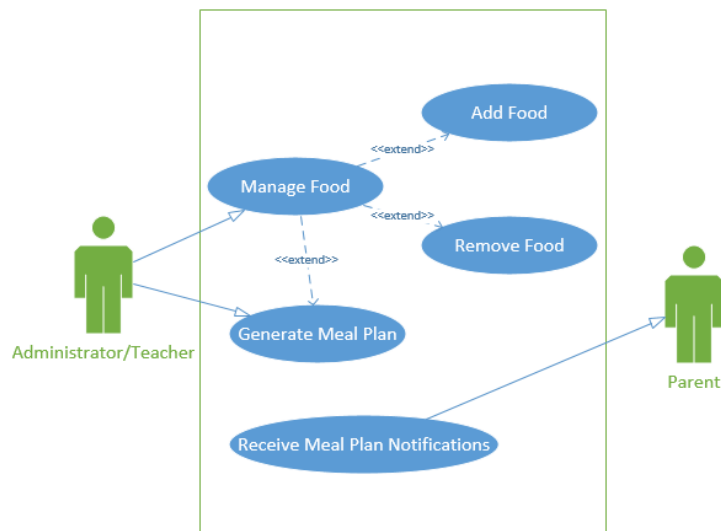 Add Food
<<extend>>
Manage Food
<<extend>>
Remove Food
<<extend>>
Generate Meal Plan
Administrator/Teacher
Parent
Receive Meal Plan Notifications